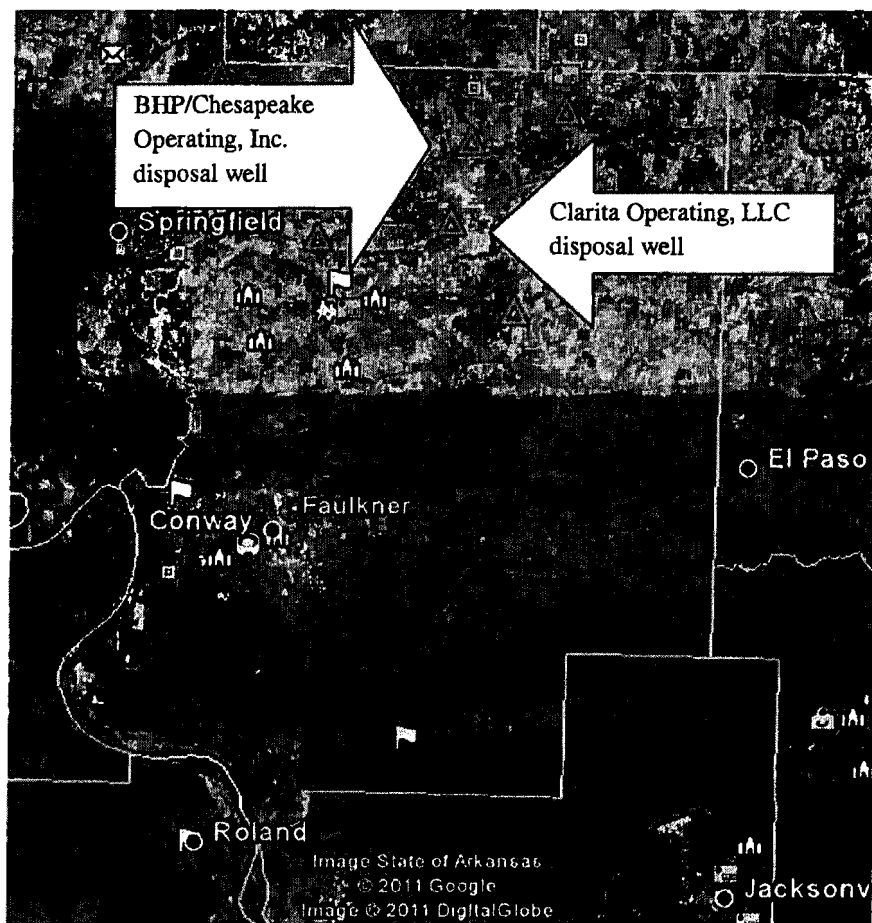 BHP/Chesapeake
Operating, Inc.
disposal well
Clarita Operating, LLC
disposal well
Springfield
El Paso
Faulkner
Conway
Roland
Image State of Arkansas
© 2011 Google
Image © 2011 DigitalGlobe
Jacksonv